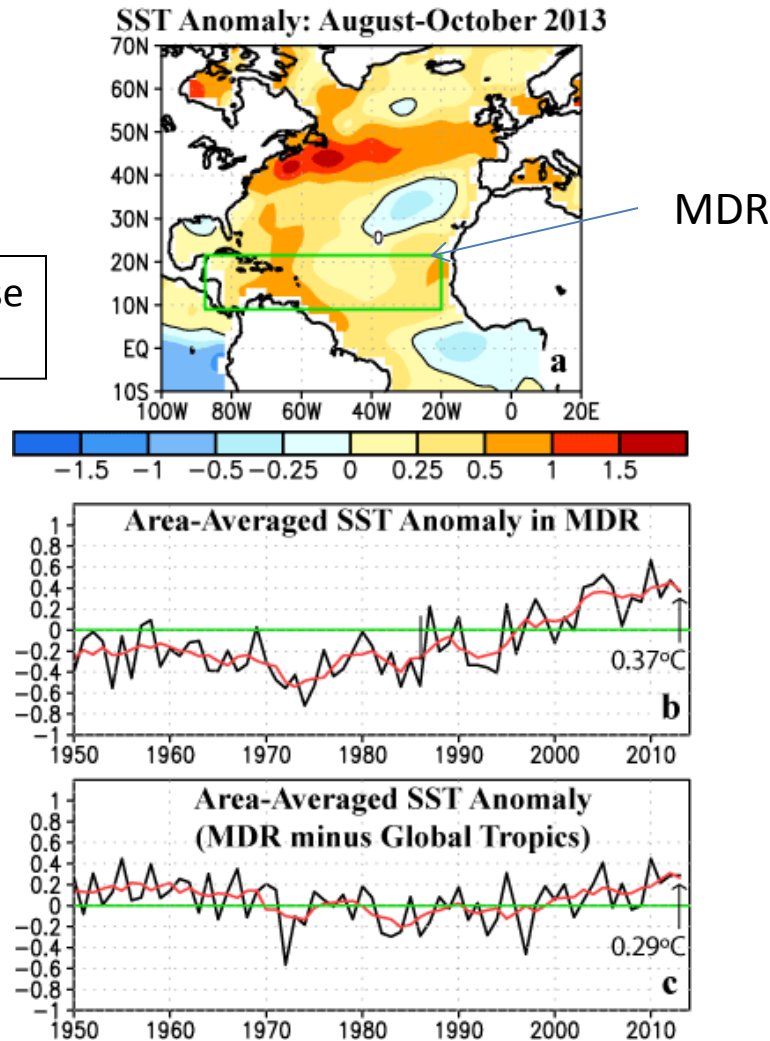 SST Anomaly: August-October 2013
70N
60N
50N
40N
30N
20N
10N
EQ
10S
0
a
100W 80W 60W 40W 20W 0 20E
MDR
se
−1.5 −1 −0.5 −0.25 0 0.25 0.5 1 1.5
Area-Averaged SST Anomaly in MDR
1
0.8
0.6
0.4
0.2
0
−0.2
−0.4
−0.6
−0.8
−1
0.37ºC
b
1950 1960 1970 1980 1990 2000 2010
Area-Averaged SST Anomaly
(MDR minus Global Tropics)
1
0.8
0.6
0.4
0.2
0
−0.2
−0.4
−0.6
−0.8
−1
0.29ºC
c
1950 1960 1970 1980 1990 2000 2010